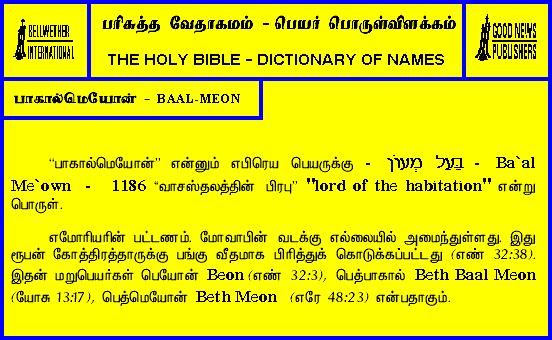 BELLWETHER
INTERNATIONAL
பரிசுத்த வேதாகமம் - பெயர் பொருள்விளக்கம்
THE HOLY BIBLE - DICTIONARY OF NAMES
GOOD NEWS
PUBLISHERS
பாகால்மெயோன் - BAAL-MEON
“பாகால்மெயோன்” என்னும் எபிரெய பெயருக்கு - בַּעַל מְעוֹן - Ba`al
Me`own - 1186 “வாசஸ்தலத்தின் பிரபு” "lord of the habitation" என்று
பொருள்.
எமோரியரின் பட்டணம். மோவாபின் வடக்கு எல்லையில் அமைந்துள்ளது. இது
ரூபன் கோத்திரத்தாருக்கு பங்கு வீதமாக பிரித்துக் கொடுக்கப்பட்டது (எண் 32:38).
இதன் மறுபெயர்கள் பெயோன் Beon (எண் 32:3), பெத்பாகால் Beth Baal Meon
(யோசு 13:17), பெத்மெயோன் Beth Meon (எரே 48:23) என்பதாகும்.